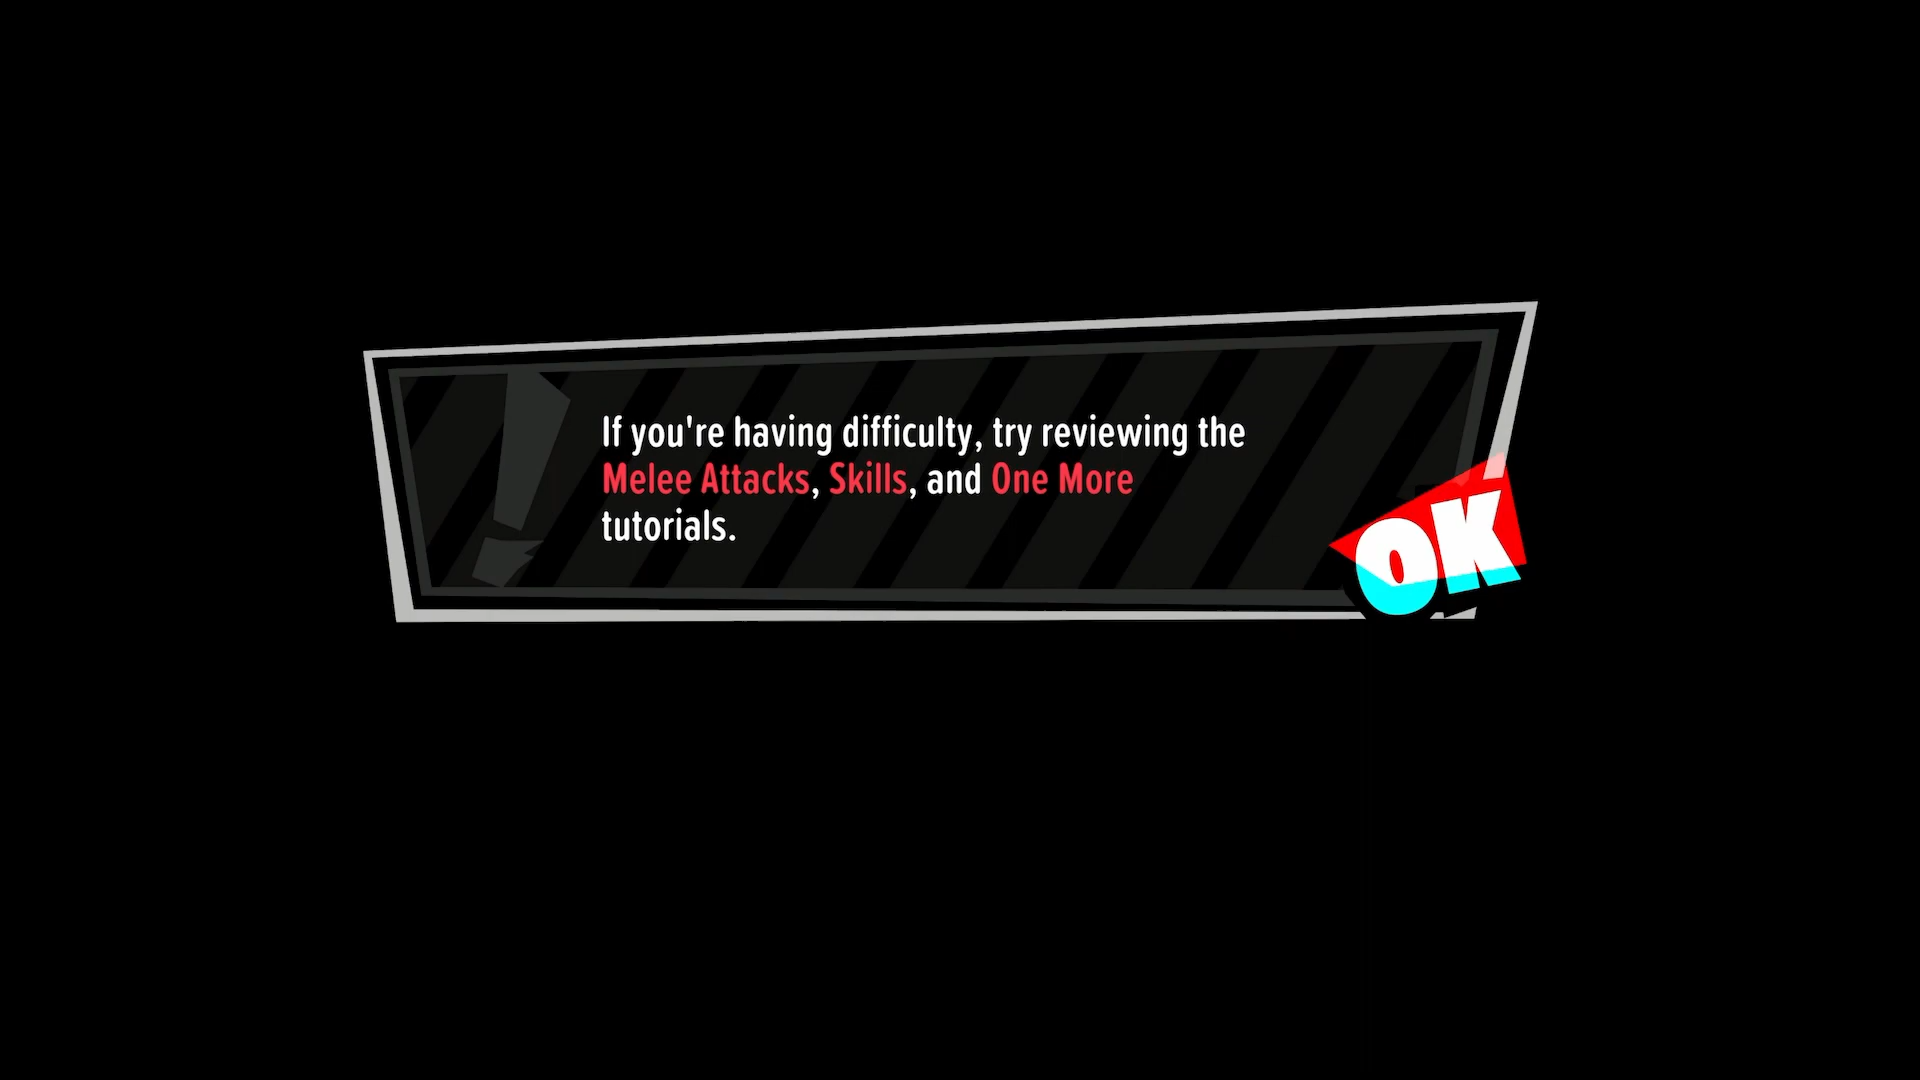 If you're having difficulty, try reviewing the
Melee Attacks, Skills, and One More
tutorials.
OK